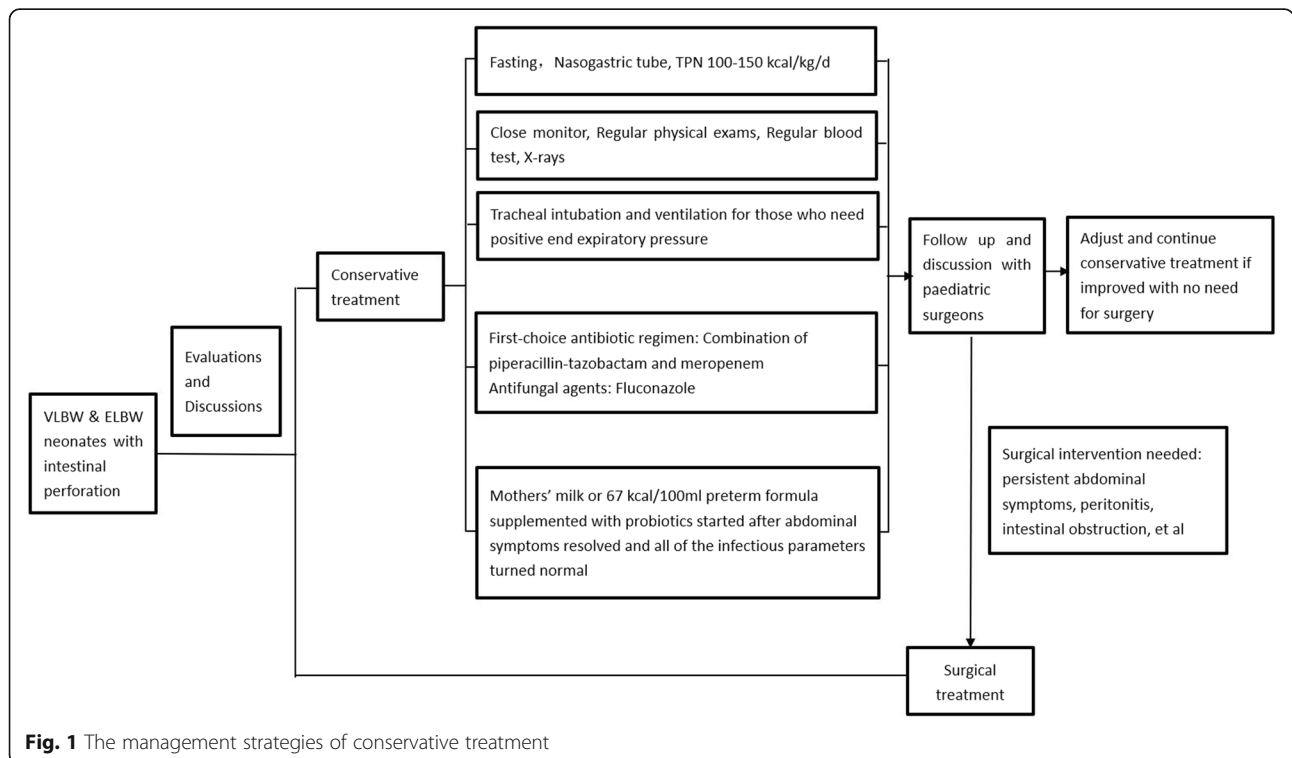 Fasting，Nasogastric tube, TPN 100-150 kcal/kg/d
Close monitor, Regular physical exams, Regular blood
test, X-rays
Tracheal intubation and ventilation for those who need
positive end expiratory pressure
Conservative
treatment
Follow up and
discussion with
paediatric
surgeons
Adjust and continue
conservative treatment if
improved with no need
for surgery
First-choice antibiotic regimen: Combination of
piperacillin-tazobactam and meropenem
Antifungal agents: Fluconazole
Evaluations
and
Discussions
VLBW & ELBW
neonates with
intestinal
perforation
Mothers’ milk or 67 kcal/100ml preterm formula
supplemented with probiotics started after abdominal
symptoms resolved and all of the infectious parameters
turned normal
Surgical intervention needed:
persistent abdominal
symptoms, peritonitis,
intestinal obstruction, et al
Surgical
treatment
Fig. 1 The management strategies of conservative treatment